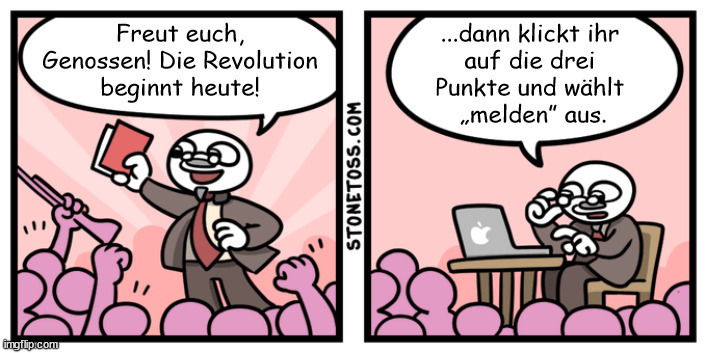 Freut euch,
Genossen! Die Revolution
beginnt heute!
...dann klickt ihr
auf die drei
Punkte und wählt
„melden” aus.
STONETOSS.COM
imgflip.com